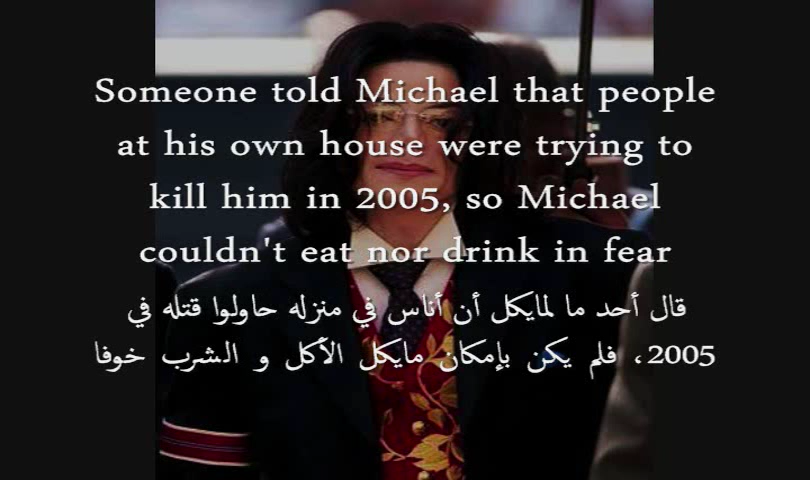 Someone told Michael that people
at his own house were trying to
kill him in 2005, so Michael
couldn't eat nor drink in fear
قال أحد ما لمايكل أن أناس في منزله حاولوا قتله في
2005، فلم يكن بإمكان مايكل الأكل و الشرب خوفا